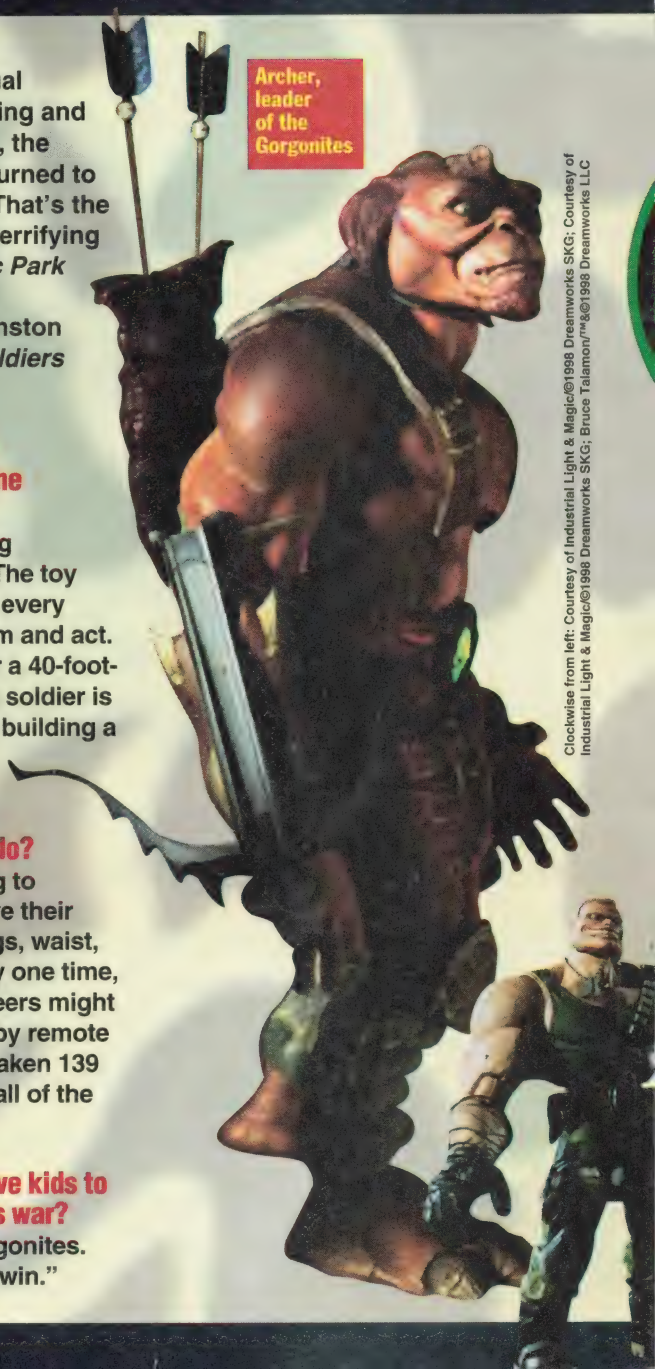 al
ing and
, the
urned to
That's the
errifying
c Park
nston
ldiers
ne
g
The toy
every
m and act.
r a 40-foot-
soldier is
building a
do?
g to
e their
gs, waist,
y one time,
eers might
by remote
aken 139
all of the
ve kids to
s war?
gonites.
win.”
Archer,
leader
of the
Gorgonites
Clockwise from left: Courtesy of Industrial Light & Magic/©1998 Dreamworks SKG; Courtesy of
Industrial Light & Magic/©1998 Dreamworks SKG; Bruce Talamon/™&©1998 Dreamworks LLC